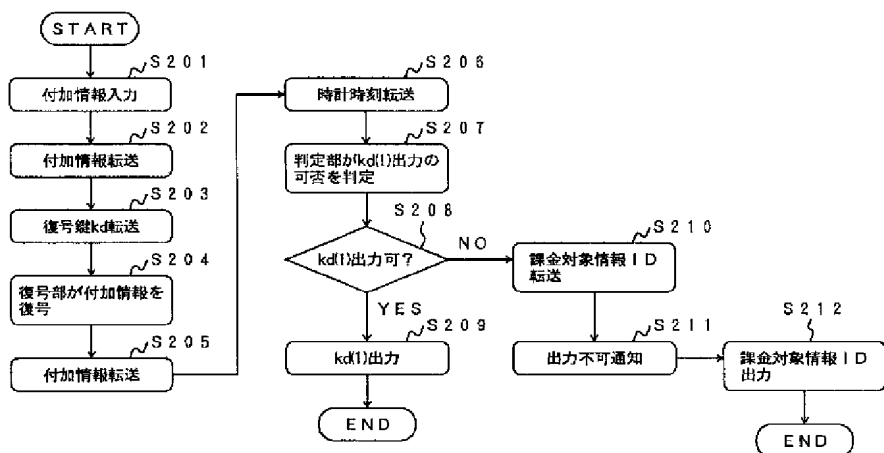 START
S201
付加情報入力
S202
付加情報転送
S203
復号鍵kd転送
S204
復号部が付加情報を
復号
S205
付加情報転送
S206
時計時刻転送
S207
判定部がkd(I)出力の
可否を判定
S208
kd(I)出力可?
NO
YES
S209
kd(I)出力
END
S210
課金対象情報ID
転送
S211
出力不可通知
S212
課金対象情報ID
出力
END